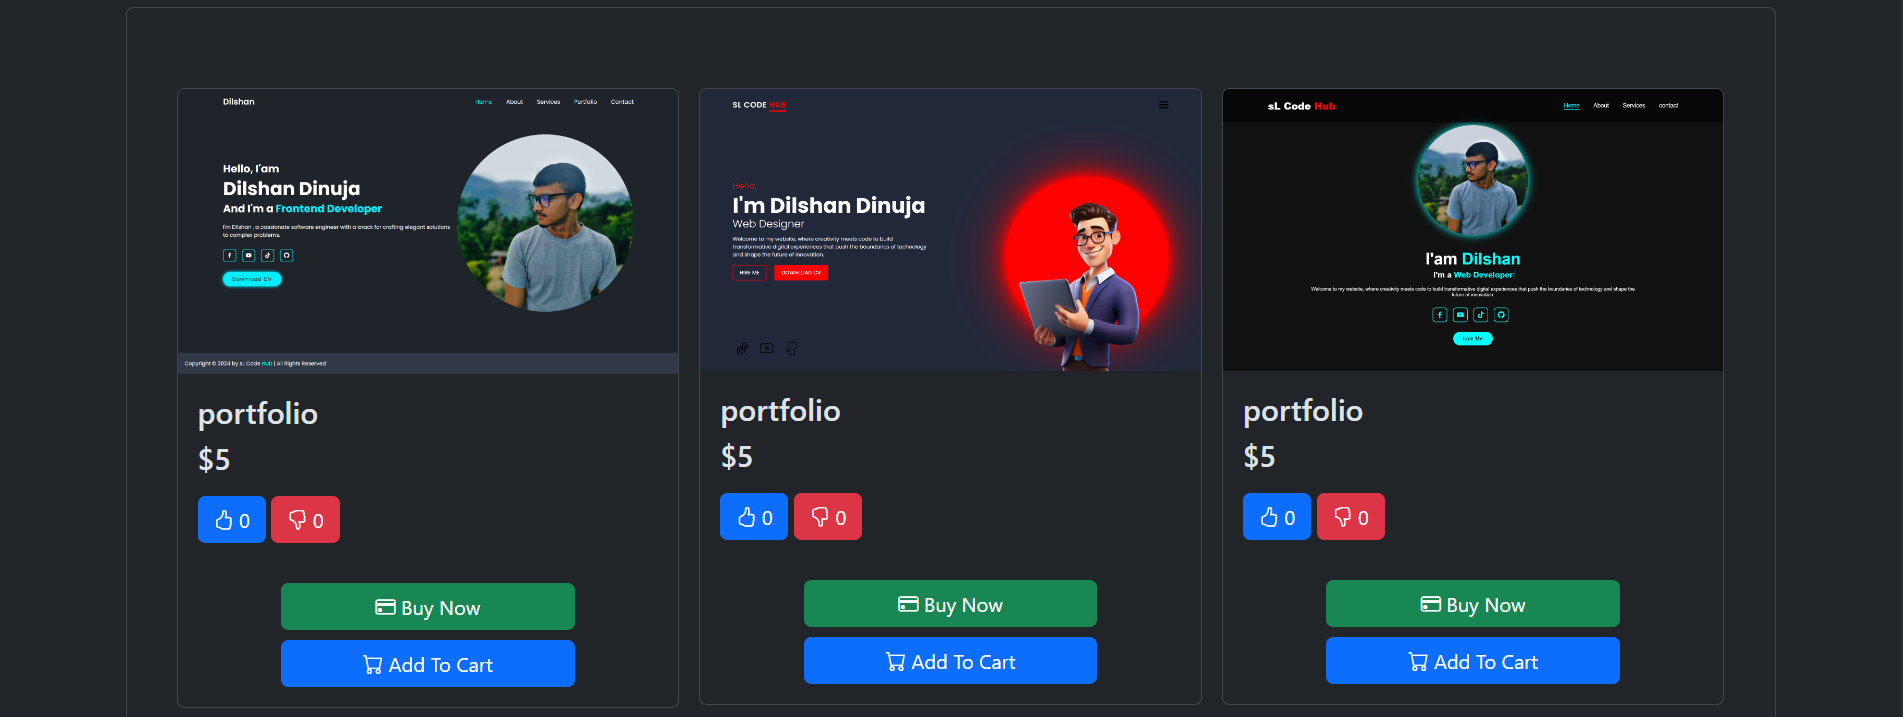 Dilshan
Home About Services Portfolio Contact
Hello, I'am
Dilshan Dinuja
And I'm a Frontend Developer
I'm Dilshan , a passionate software engineer with a knack for crafting elegant solutions
to complex problems.
Download CV
Copyright © 2024 by sL Code Hub | All Rights Reserved
portfolio
$5
0 0
Buy Now
Add To Cart
SL CODE HUB
Hello,
I'm Dilshan Dinuja
Web Designer
Welcome to my website, where creativity meets code to build
transformative digital experiences that push the boundaries of technology
and shape the future of innovation.
HIRE ME DOWNLOAD CV
portfolio
$5
0 0
Buy Now
Add To Cart
sL Code Hub
Home About Services contact
I'am Dilshan
I'm a Web Developer
Welcome to my website, where creativity meets code to build transformative digital experiences that push the boundaries of technology and shape the
future of innovation.
hire Me
portfolio
$5
0 0
Buy Now
Add To Cart